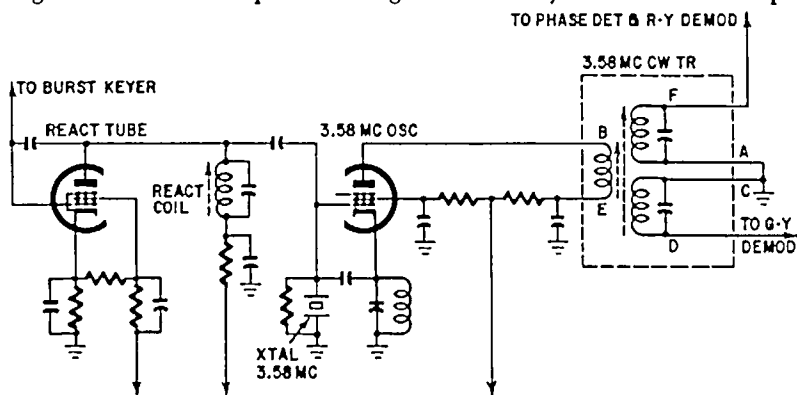 TO PHASE DET & R-Y DEMOD
3.58 MC CW TR
TO BURST KEYER
REACT TUBE
3.58 MC OSC
F
B
A
REACT
COIL
C
E
TO G-Y
DEMOD
D
XTAL
3.58 MC